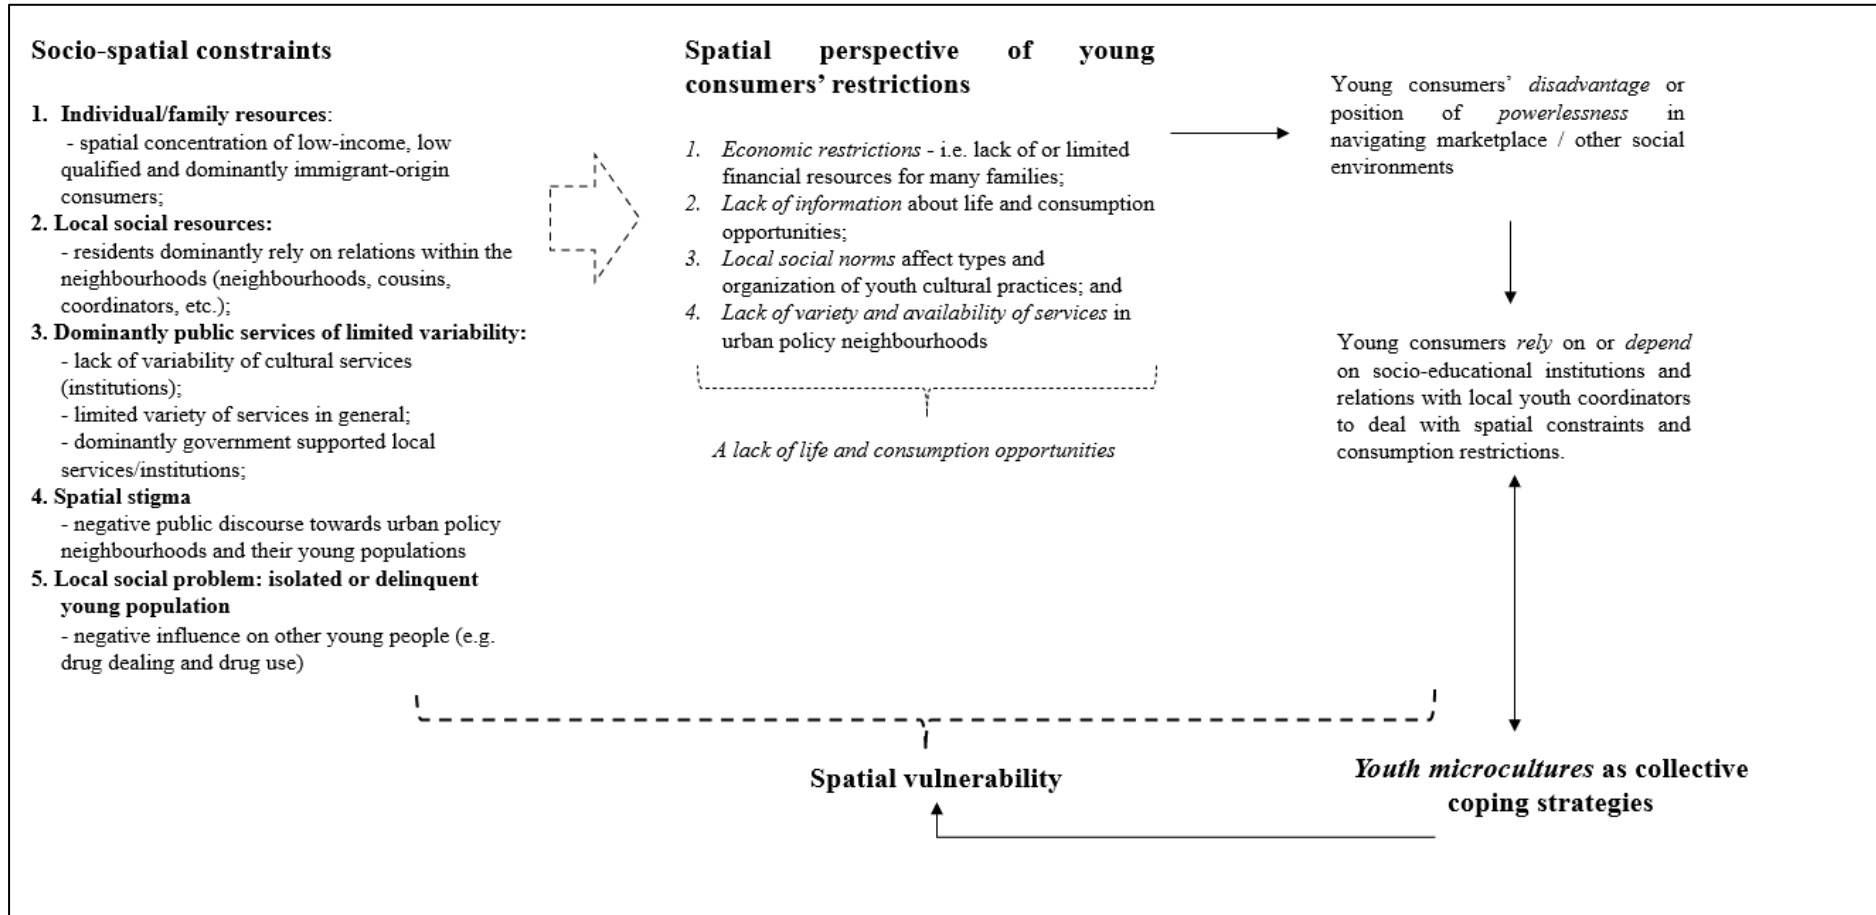 Socio-spatial constraints
1. Individual/family resources:
- spatial concentration of low-income, low
qualified and dominantly immigrant-origin
consumers;
2. Local social resources:
- residents dominantly rely on relations within the
neighbourhoods (neighbourhoods, cousins,
coordinators, etc.);
3. Dominantly public services of limited variability:
- lack of variability of cultural services
(institutions);
- limited variety of services in general;
- dominantly government supported local
services/institutions;
4. Spatial stigma
- negative public discourse towards urban policy
neighbourhoods and their young populations
5. Local social problem: isolated or delinquent
young population
- negative influence on other young people (e.g.
drug dealing and drug use)
Spatial perspective of young
consumers’ restrictions
1. Economic restrictions - i.e. lack of or limited
financial resources for many families;
2. Lack of information about life and consumption
opportunities;
3. Local social norms affect types and
organization of youth cultural practices; and
4. Lack of variety and availability of services in
urban policy neighbourhoods
A lack of life and consumption opportunities
Young consumers’ disadvantage or
position of powerlessness in
navigating marketplace / other social
environments
Young consumers rely on or depend
on socio-educational institutions and
relations with local youth coordinators
to deal with spatial constraints and
consumption restrictions.
Spatial vulnerability
Youth microcultures as collective
coping strategies